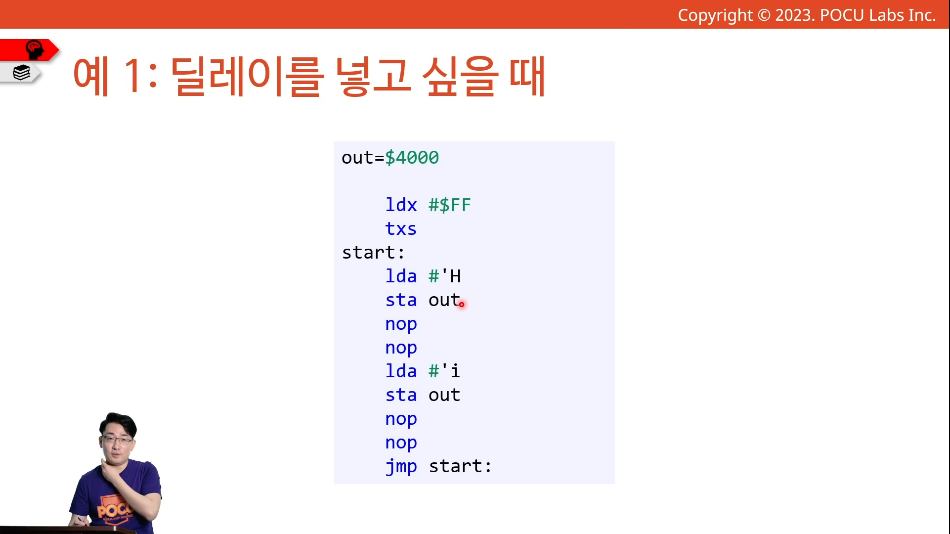 Copyright © 2023. POCU Labs Inc.
예 1: 딜레이를 넣고 싶을 때
out=$4000
ldx #$FF
txs
start:
lda #'H
sta out
nop
nop
lda #'i
sta out
nop
nop
jmp start:
POCU